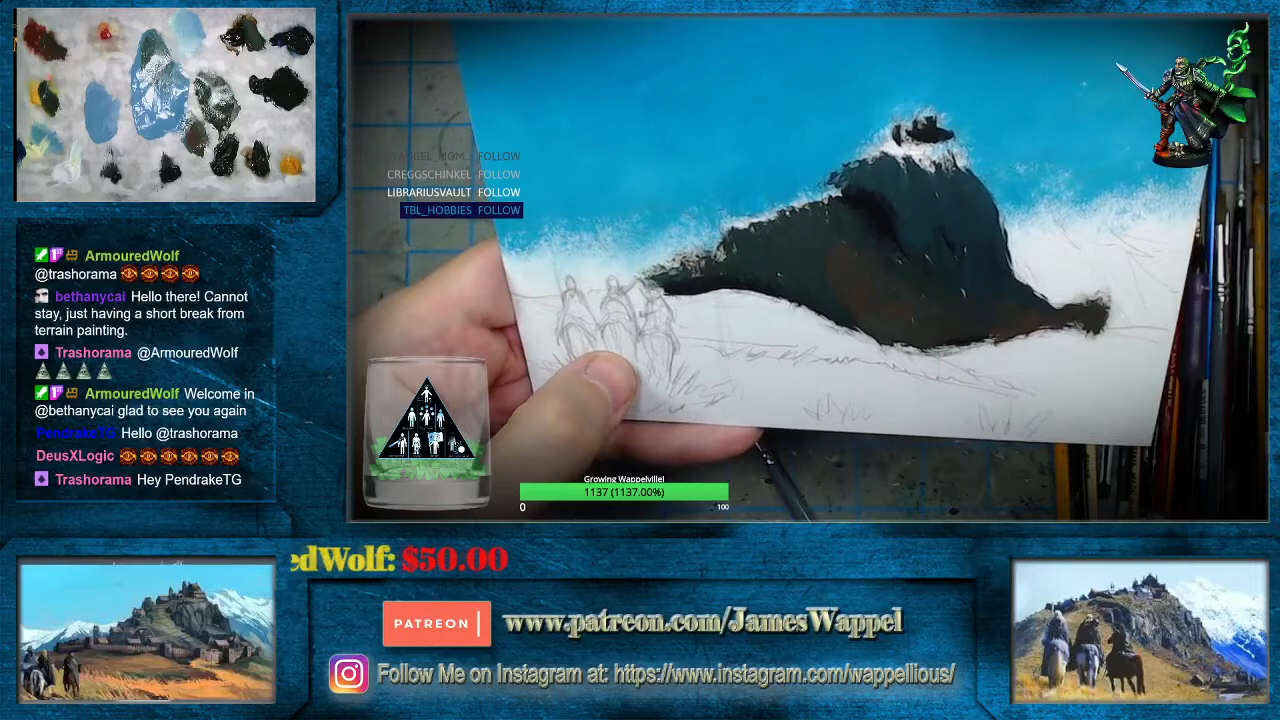 ArmouredWolf
@trashorama
bethanycai Hello there! Cannot
stay, just having a short break from
terrain painting.
Trashorama @ArmouredWolf
ArmouredWolf Welcome in
@bethanycai glad to see you again
PendrakeTG Hello @trashorama
DeusXLogic
Trashorama Hey PendrakeTG
FOLLOW
CREGGSCHINKEL FOLLOW
LIBRARIUSVAULT FOLLOW
TBL_HOBBIES FOLLOW
Growing Wappelville!
1137 (1137.00%)
0 100
edWolf: $50.00
PATREON www.patreon.com/JamesWappel
Follow Me on Instagram at: https://www.instagram.com/wappellious/